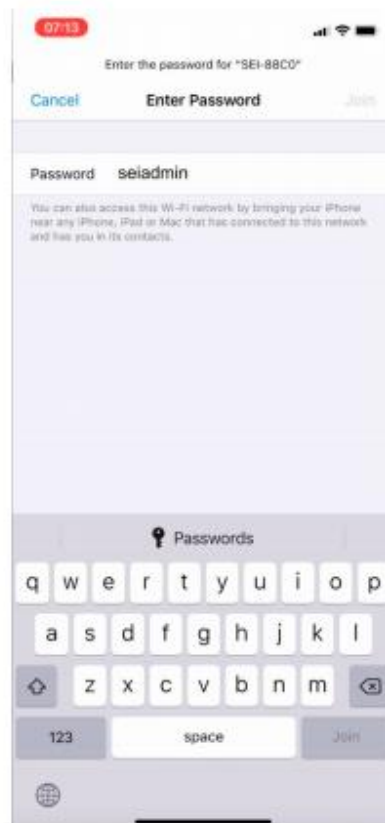 07:13
Enter the password for "SEI-88C0"
Cancel Enter Password Join
Password seiadmin
You can also access this Wi-Fi network by bringing your iPhone
near any iPhone, iPad or Mac that has connected to this network
and has you in its contacts.
Passwords
q w e r t y u i o p
a s d f g h j k l
z x c v b n m
123 space Join